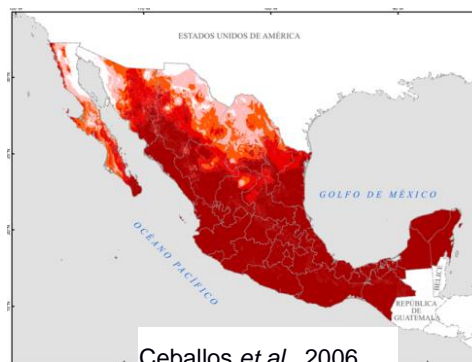 ESTADOS UNIDOS DE AMÉRICA
GOLFO DE MÉXICO
OCÉANO PACÍFICO
BELICE
REPÚBLICA
DE
GUATEMALA
Ceballos et al., 2006